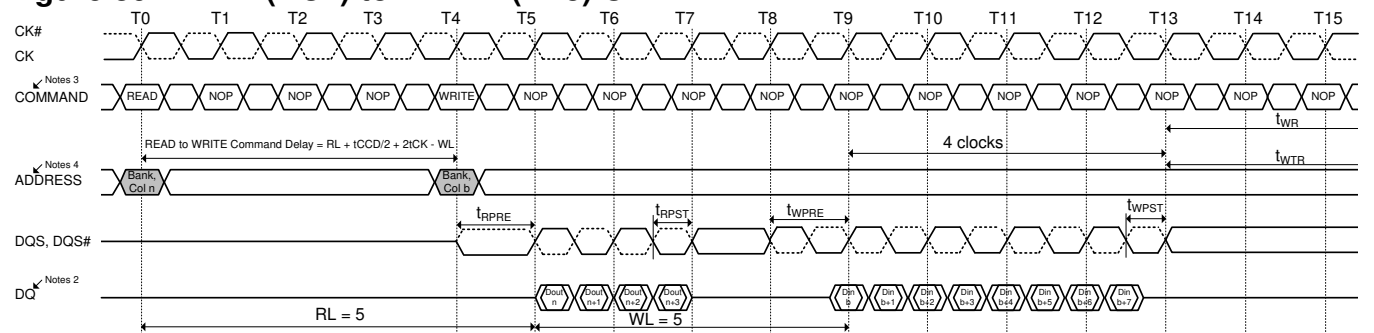 T0 T1 T2 T3 T4 T5 T6 T7 T8 T9 T10 T11 T12 T13 T14 T15
CK#
CK
Notes 3
COMMAND READ NOP NOP NOP WRITE NOP NOP NOP NOP NOP NOP NOP NOP NOP NOP NOP
tWR
READ to WRITE Command Delay = RL + tCCD/2 + 2tCK - WL
4 clocks
tWTR
Notes 4
ADDRESS
Bank, Col n
Bank, Col b
tRPRE tRPST tWPRE tWPST
DQS, DQS#
Notes 2
DQ
Dout n
Dout n+1
Dout n+2
Dout n+3
Din b
Din b+1
Din b+2
Din b+3
Din b+4
Din b+5
Din b+6
Din b+7
RL = 5 WL = 5